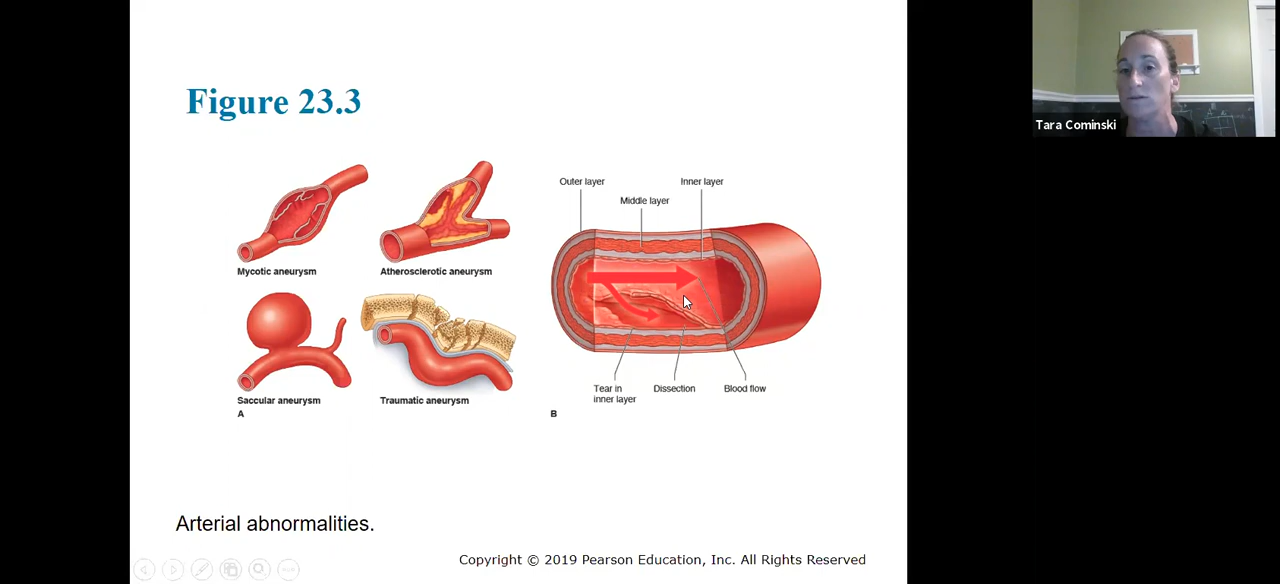 Figure 23.3
Tara Cominski
Mycotic aneurysm
Atherosclerotic aneurysm
Saccular aneurysm
Traumatic aneurysm
A
Outer layer
Middle layer
Inner layer
Tear in
inner layer
Dissection
Blood flow
B
Arterial abnormalities.
Copyright © 2019 Pearson Education, Inc. All Rights Reserved